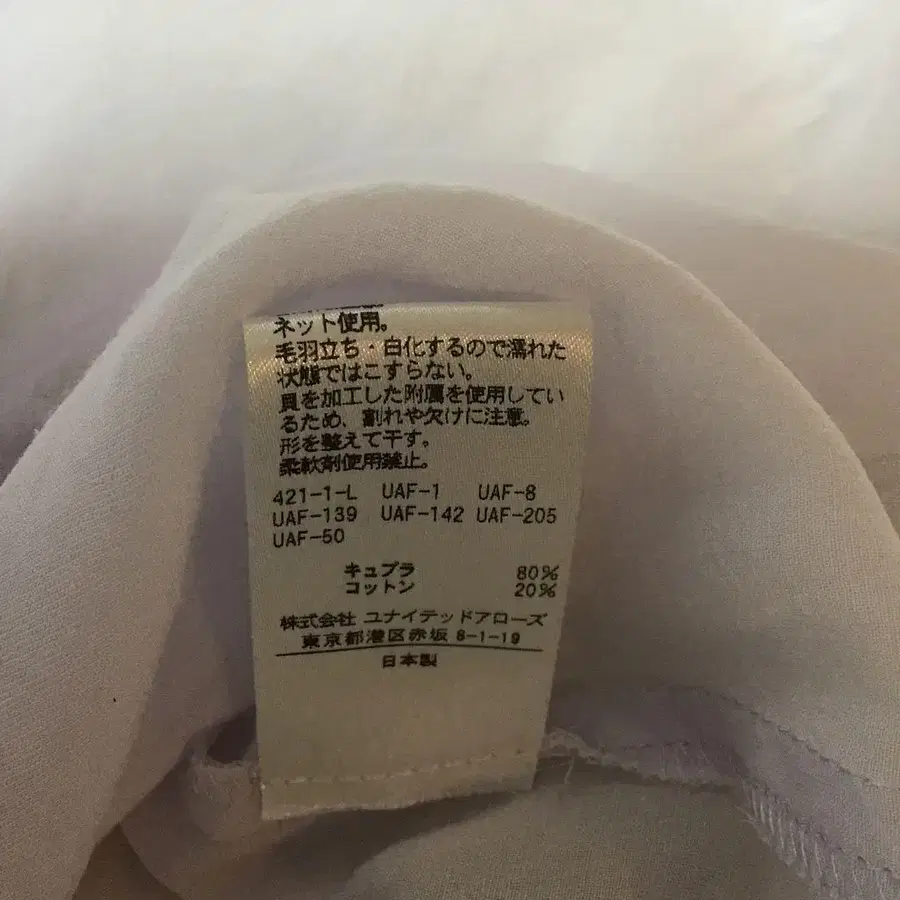 ネット使用。
毛羽立ち・白化するので濡れた
状態ではこすらない。
貝を加工した附属を使用してい
るため、割れや欠けに注意。
形を整えて干す。
柔軟剤使用禁止。
421-1-L UAF-1 UAF-8
UAF-139 UAF-142 UAF-205
UAF-50
キュプラ 80%
コットン 20%
株式会社 ユナイテッドアローズ
東京都港区赤坂 8-1-19
日本製